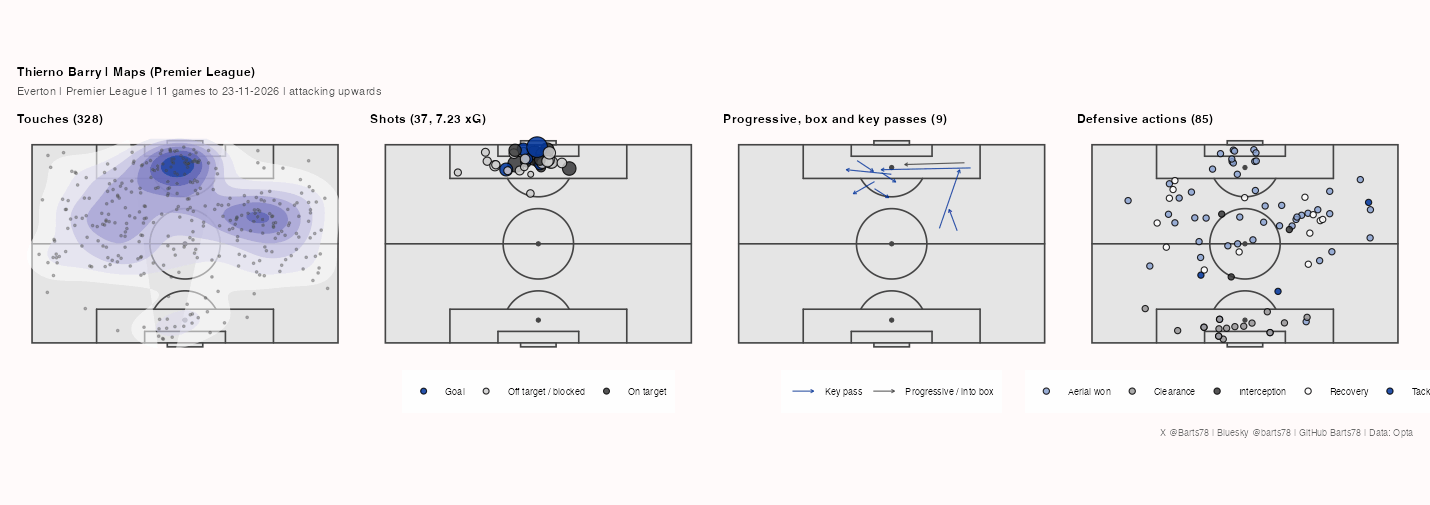 Thierno Barry | Maps (Premier League)
Everton | Premier League | 11 games to 23-11-2026 | attacking upwards
Touches (328)
Shots (37, 7.23 xG)
Progressive, box and key passes (9)
Defensive actions (85)
Goal
Off target / blocked
On target
Key pass
Progressive / into box
Aerial won
Clearance
Interception
Recovery
Tack
X @Barts78 | Bluesky @barts78 | GitHub Barts78 | Data: Opta